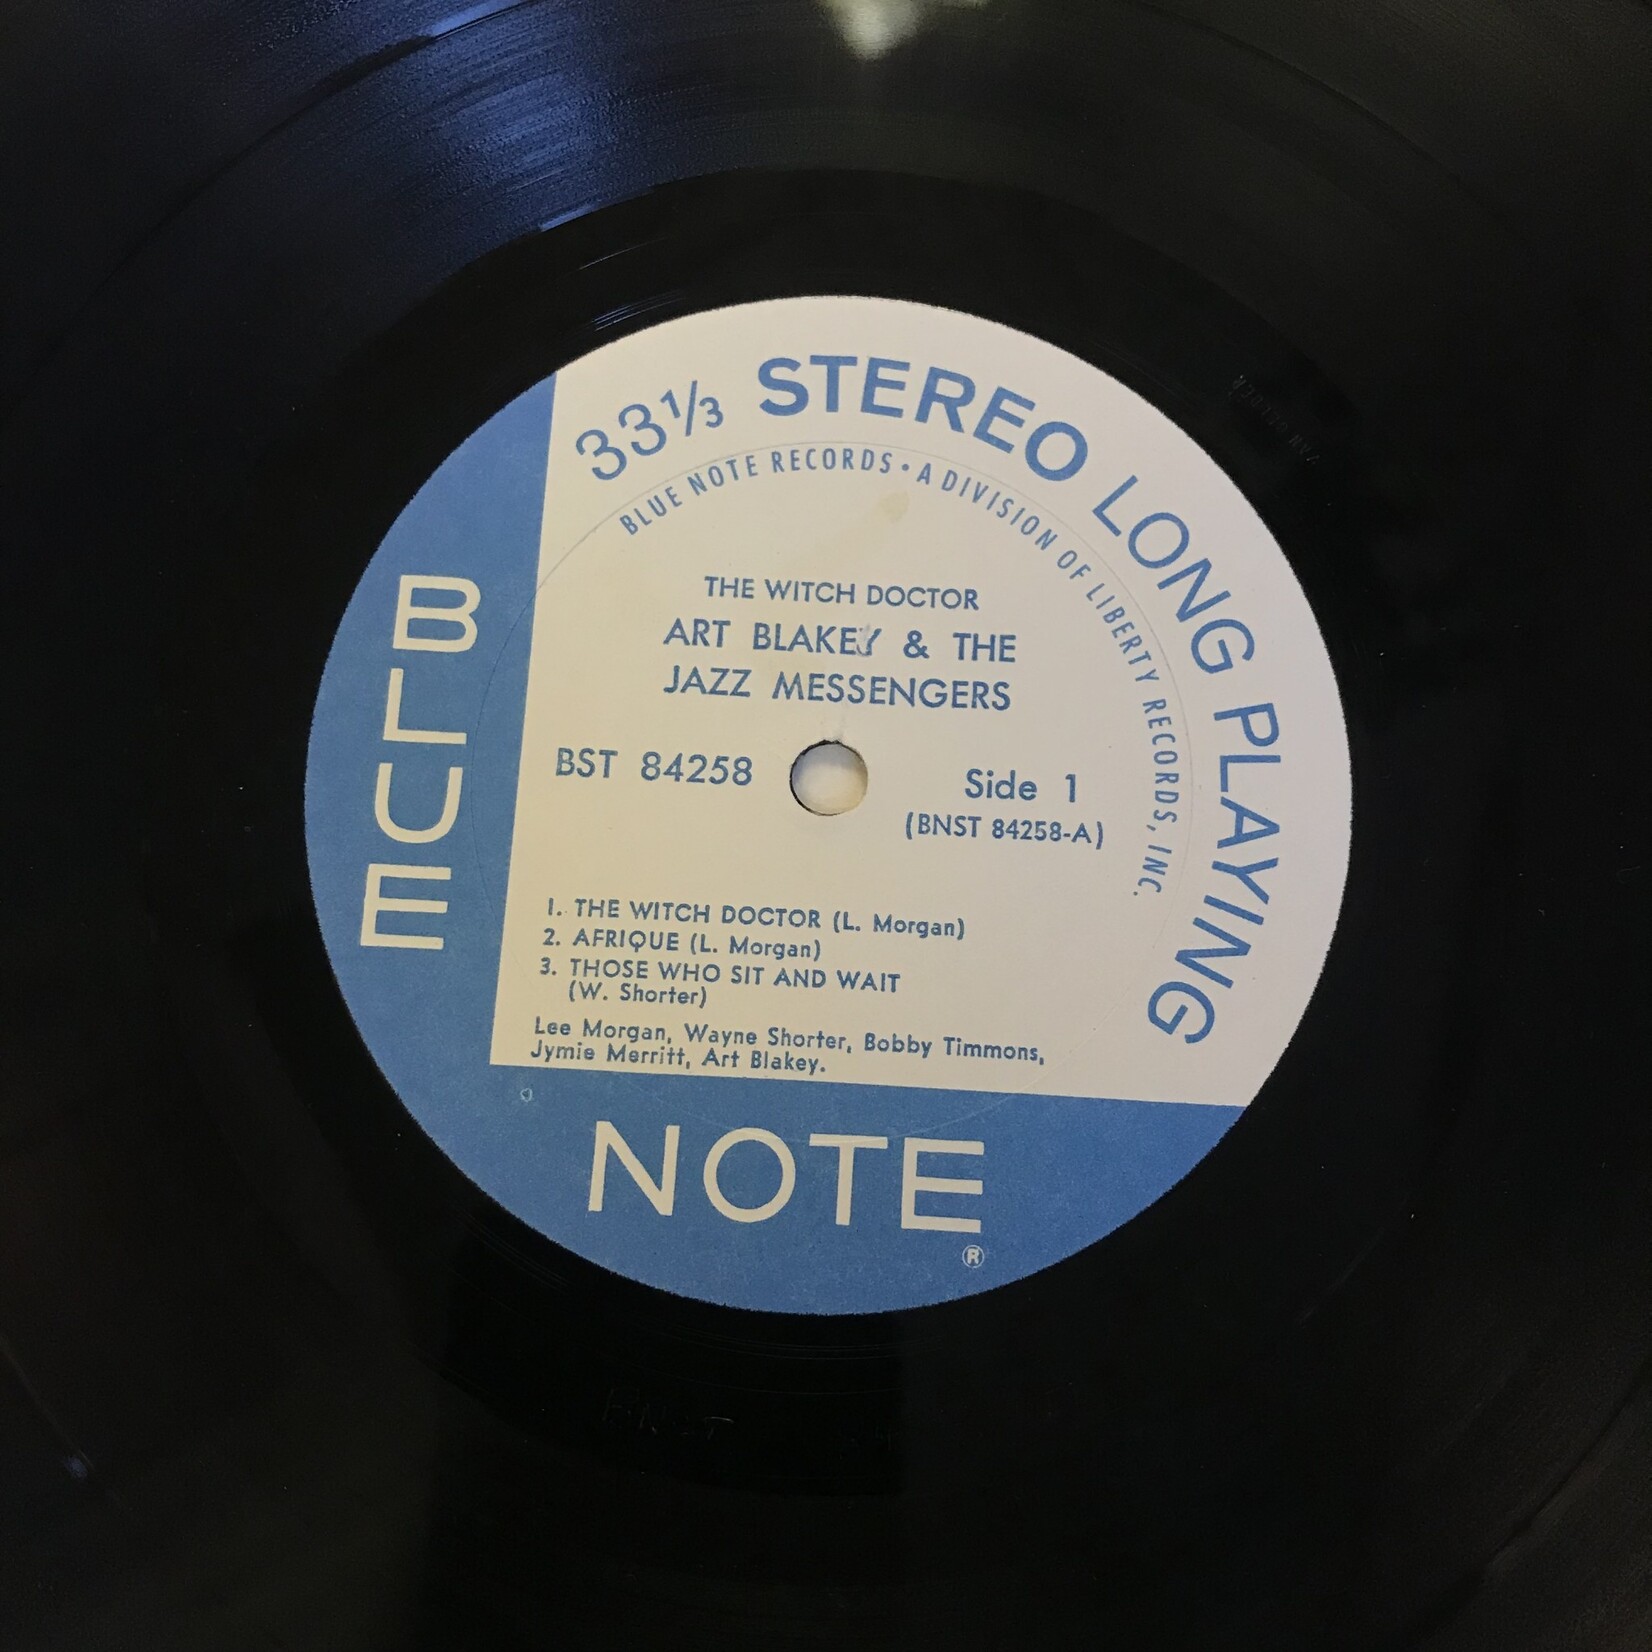 33⅓ STEREO LONG PLAYING
BLUE NOTE RECORDS • A DIVISION OF LIBERTY RECORDS, INC.
THE WITCH DOCTOR
ART BLAKEY & THE
JAZZ MESSENGERS
BST 84258
Side 1
(BNST 84258-A)
1. THE WITCH DOCTOR (L. Morgan)
2. AFRIQUE (L. Morgan)
3. THOSE WHO SIT AND WAIT
(W. Shorter)
Lee Morgan, Wayne Shorter, Bobby Timmons,
Jymie Merritt, Art Blakey.
BLUE
NOTE
®
VAN GELDER